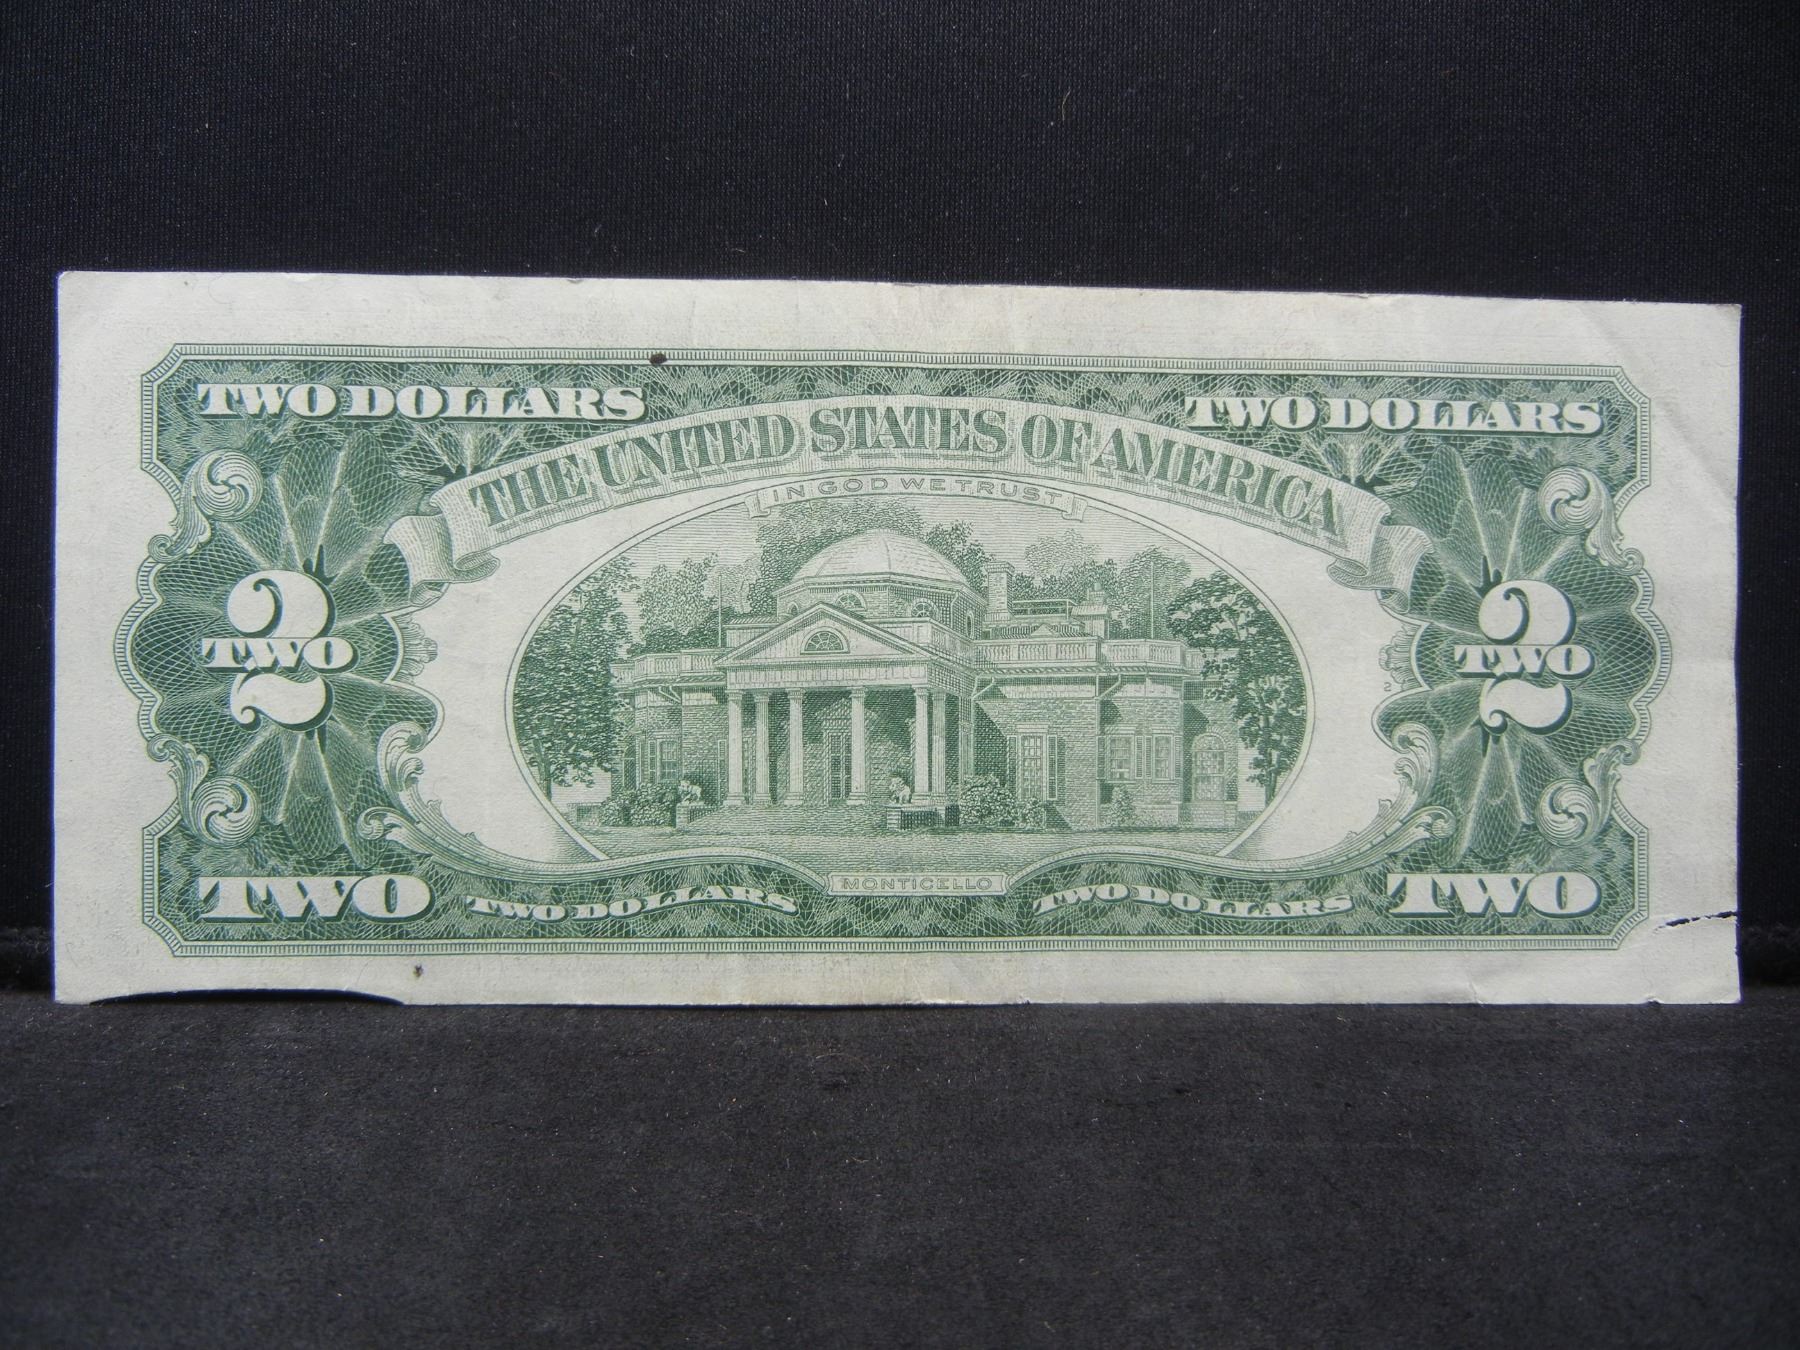 TWO DOLLARS
TWO DOLLARS
THE UNITED STATES OF AMERICA
IN GOD WE TRUST
2
TWO
2
TWO
2
MONTICELLO
TWO
TWO DOLLARS
TWO DOLLARS
TWO